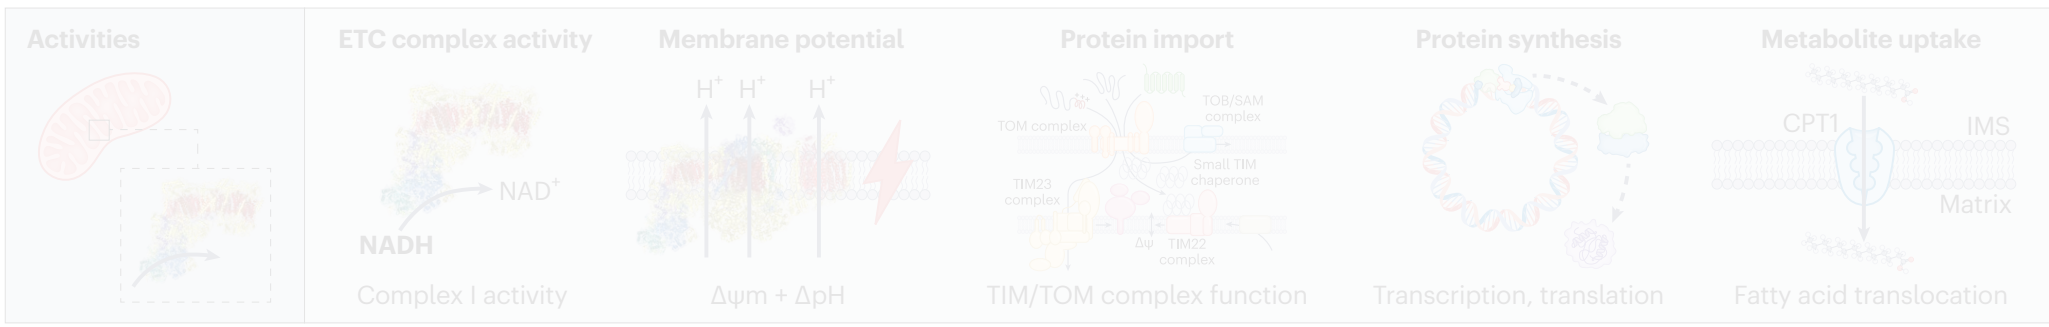 Activities
ETC complex activity
NADH
NAD+
Complex I activity
Membrane potential
H+ H+ H+
Δψm + ΔpH
Protein import
TOM complex
TOB/SAM
complex
Small TIM
chaperone
TIM23
complex
Δψ
TIM22
complex
TIM/TOM complex function
Protein synthesis
Transcription, translation
Metabolite uptake
CPT1
IMS
Matrix
Fatty acid translocation